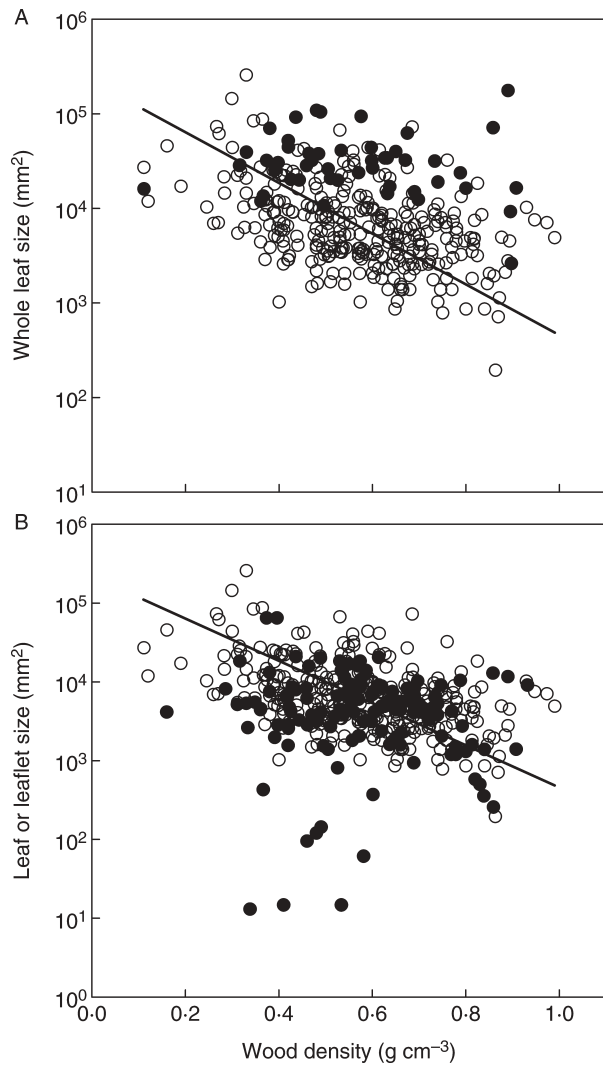 A
10⁶
10⁵
10⁴
10³
10²
10¹
Whole leaf size (mm²)
B
10⁶
10⁵
10⁴
10³
10²
10¹
10⁰
Leaf or leaflet size (mm²)
0·0 0·2 0·4 0·6 0·8 1·0
Wood density (g cm⁻³)